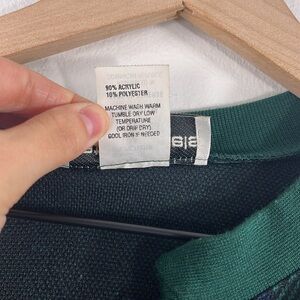 90% ACRYLIC
10% POLYESTER
MACHINE WASH WARM
TUMBLE DRY LOW
TEMPERATURE
(OR DRIP DRY)
COOL IRON IF NEEDED